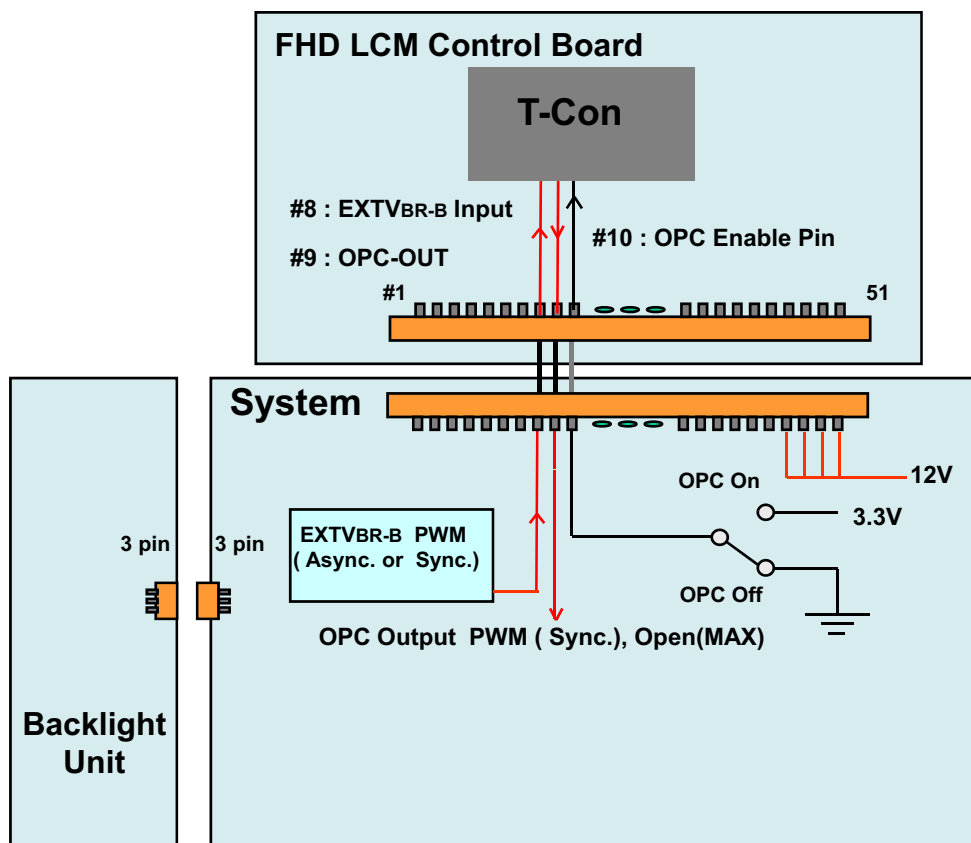 FHD LCM Control Board
T-Con
#8 : EXTVBR-B Input
#9 : OPC-OUT
#10 : OPC Enable Pin
#1
51
System
OPC On
12V
3.3V
EXTVBR-B PWM
( Async. or Sync.)
3 pin
3 pin
OPC Off
OPC Output PWM ( Sync.), Open(MAX)
Backlight
Unit